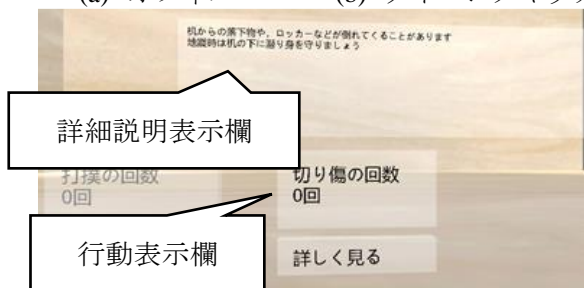 机からの落下物や、ロッカーなどが倒れてくることがあります
地震時は机の下に潜り身を守りましょう
詳細説明表示欄
打撲の回数
0回
切り傷の回数
0回
行動表示欄
詳しく見る